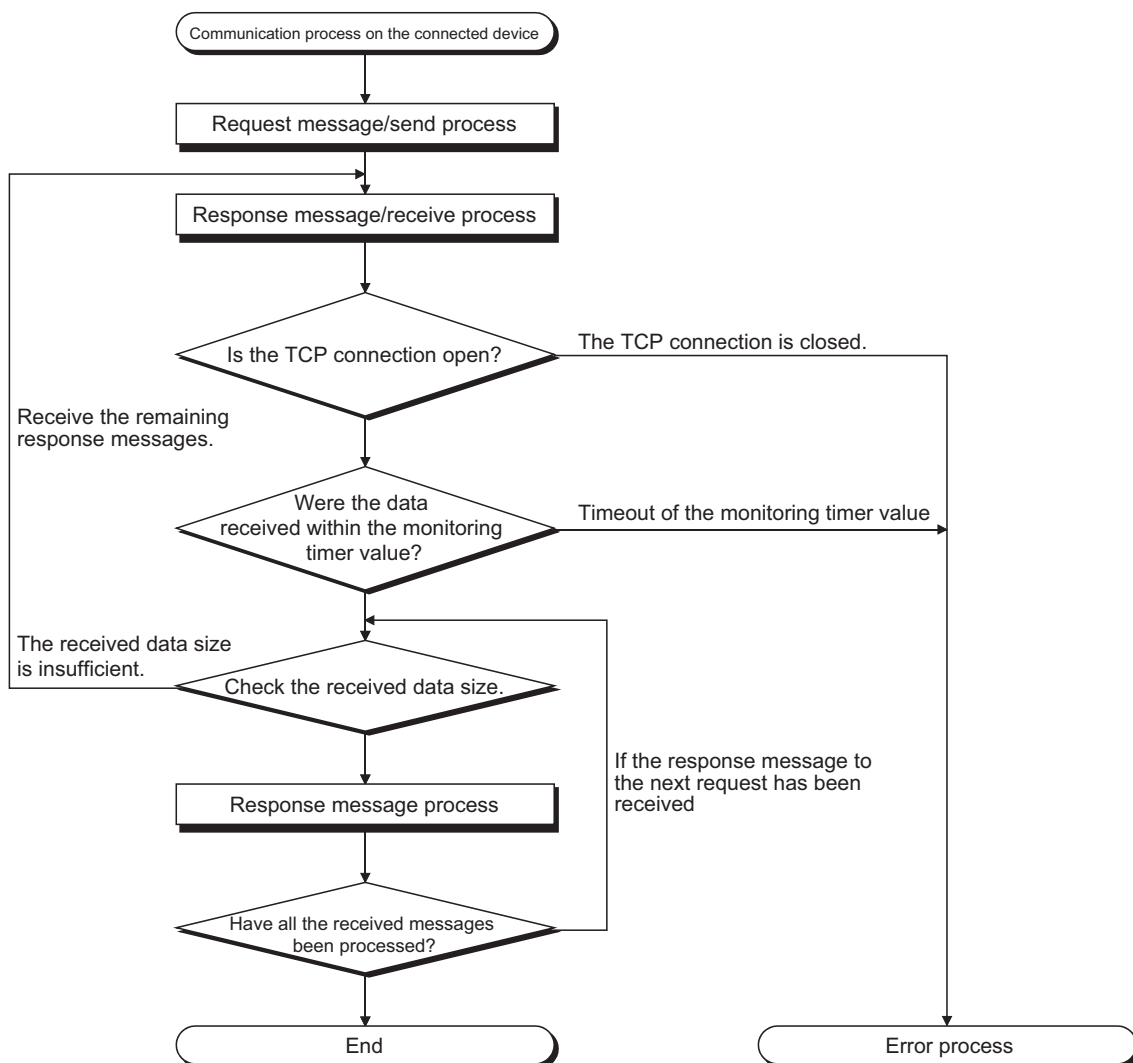 Communication process on the connected device
Request message/send process
Response message/receive process
Is the TCP connection open?
The TCP connection is closed.
Receive the remaining
response messages.
Were the data
received within the monitoring
timer value?
Timeout of the monitoring timer value
The received data size
is insufficient.
Check the received data size.
If the response message to
the next request has been
received
Response message process
Have all the received messages
been processed?
End
Error process